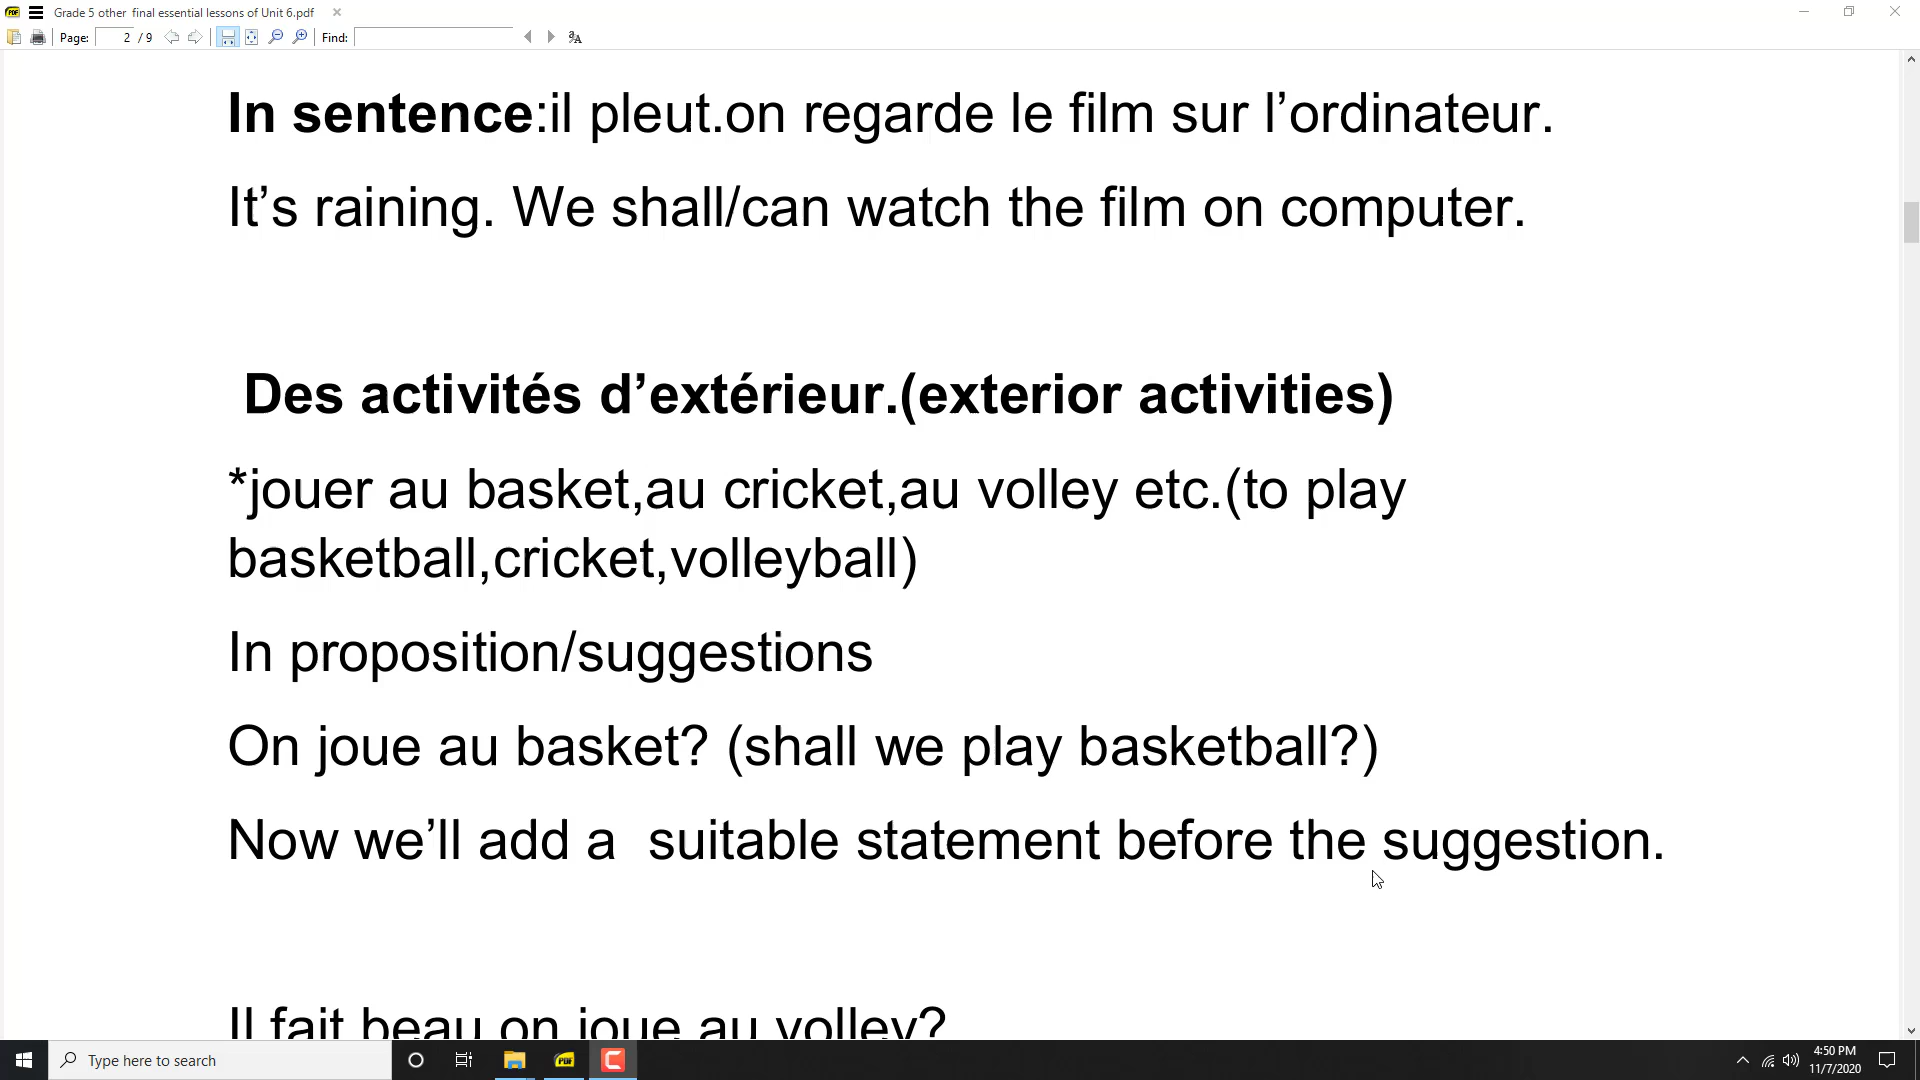 Grade 5 other  final essential lessons of Unit 6.pdf
Page: 2 / 9 Find:
In sentence:il pleut.on regarde le film sur l’ordinateur.
It’s raining. We shall/can watch the film on computer.
Des activités d’extérieur.(exterior activities)
*jouer au basket,au cricket,au volley etc.(to play
basketball,cricket,volleyball)
In proposition/suggestions
On joue au basket? (shall we play basketball?)
Now we’ll add a  suitable statement before the suggestion.
Il fait beau on joue au volley?
Type here to search
4:50 PM
11/7/2020